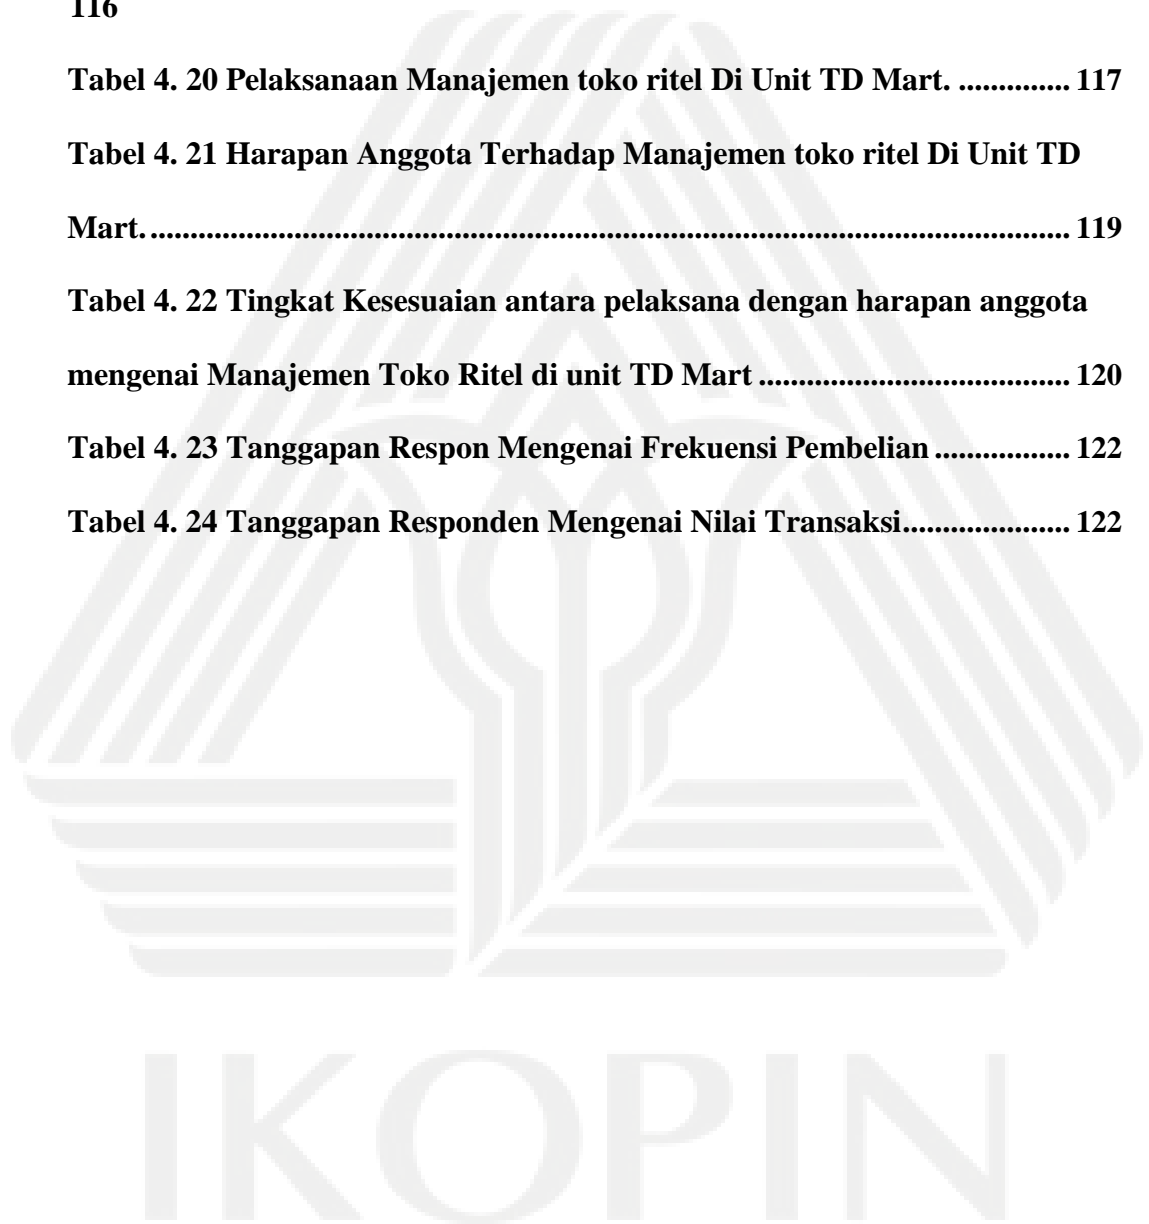 116
Tabel 4. 20 Pelaksanaan Manajemen toko ritel Di Unit TD Mart. .............. 117
Tabel 4. 21 Harapan Anggota Terhadap Manajemen toko ritel Di Unit TD
Mart. ................................................................................................................... 119
Tabel 4. 22 Tingkat Kesesuaian antara pelaksana dengan harapan anggota
mengenai Manajemen Toko Ritel di unit TD Mart ....................................... 120
Tabel 4. 23 Tanggapan Respon Mengenai Frekuensi Pembelian ................. 122
Tabel 4. 24 Tanggapan Responden Mengenai Nilai Transaksi ..................... 122
IKOPIN